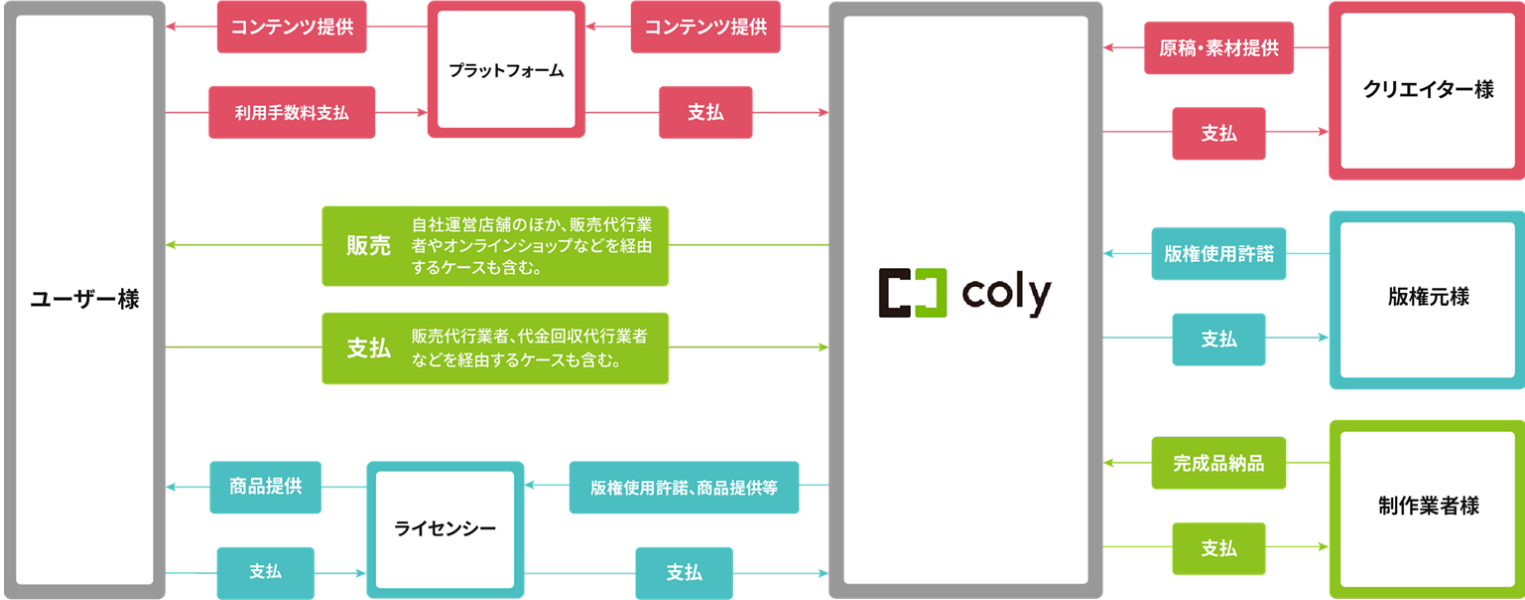 コンテンツ提供
コンテンツ提供
プラットフォーム
利用手数料支払
支払
原稿・素材提供
クリエイター様
支払
販売
自社運営店舗のほか、販売代行業
者やオンラインショップなどを経由
するケースも含む。
ユーザー様
支払
販売代行業者、代金回収代行業者
などを経由するケースも含む。
coly
版権使用許諾
版権元様
支払
商品提供
ライセンシー
版権使用許諾、商品提供等
支払
支払
完成品納品
制作業者様
支払